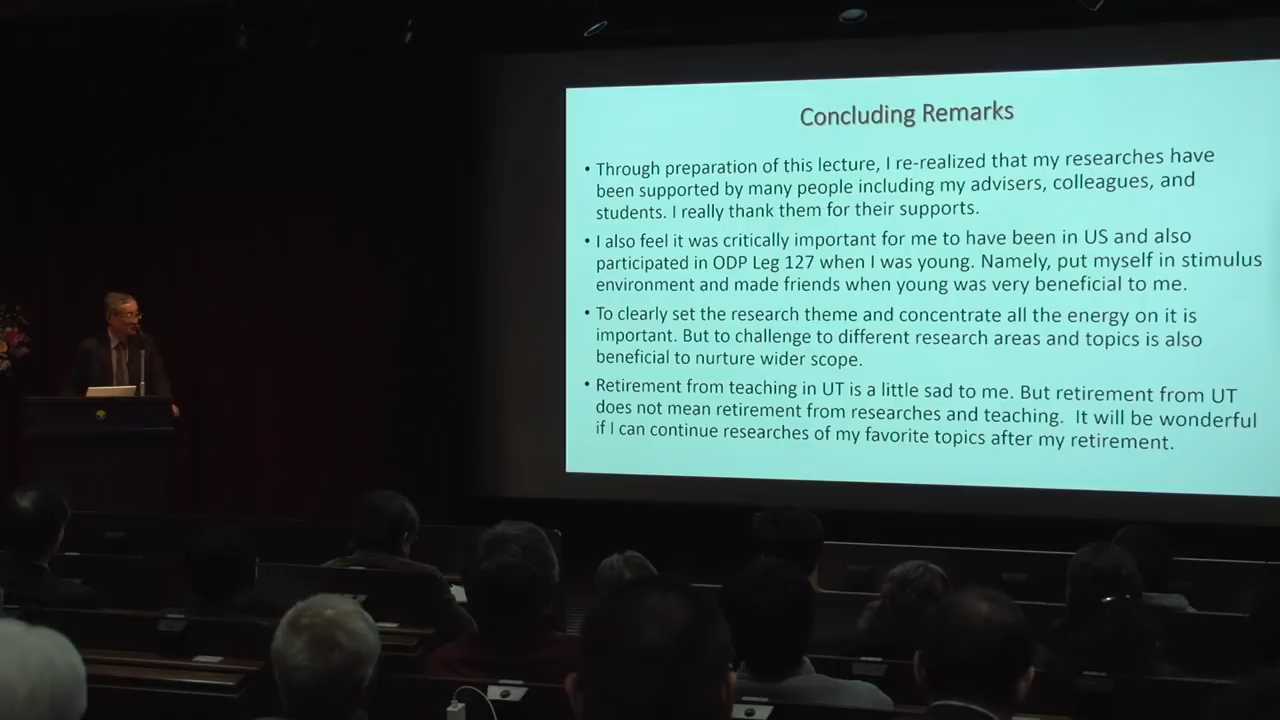 Concluding Remarks
• Through preparation of this lecture, I re-realized that my researches have
been supported by many people including my advisers, colleagues, and
students. I really thank them for their supports.
• I also feel it was critically important for me to have been in US and also
participated in ODP Leg 127 when I was young. Namely, put myself in stimulus
environment and made friends when young was very beneficial to me.
• To clearly set the research theme and concentrate all the energy on it is
important. But to challenge to different research areas and topics is also
beneficial to nurture wider scope.
• Retirement from teaching in UT is a little sad to me. But retirement from UT
does not mean retirement from researches and teaching.  It will be wonderful
if I can continue researches of my favorite topics after my retirement.